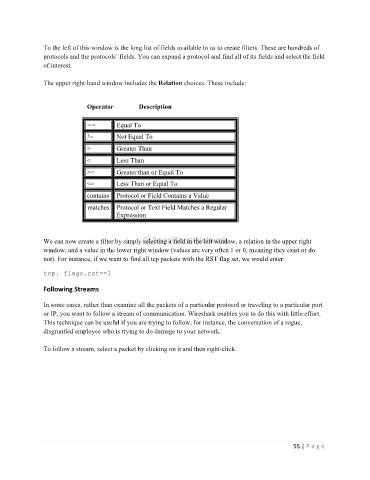 To the left of this window is the long list of fields available to us to create filters. These are hundreds of
protocols and the protocols' fields. You can expand a protocol and find all of its fields and select the field
of interest.
The upper right-hand window includes the Relation choices. These include:
Operator Description
== Equal To
!= Not Equal To
> Greater Than
< Less Than
>= Greater than or Equal To
<= Less Than or Equal To
contains Protocol or Field Contains a Value
matches Protocol or Text Field Matches a Regular
Expression
We can now create a filter by simply selecting a field in the left window, a relation in the upper right
window, and a value in the lower right window (values are very often 1 or 0, meaning they exist or do
not). For instance, if we want to find all tcp packets with the RST flag set, we would enter:
tcp. flags.rst==1
Following Streams
In some cases, rather than examine all the packets of a particular protocol or traveling to a particular port
or IP, you want to follow a stream of communication. Wireshark enables you to do this with little effort.
This technique can be useful if you are trying to follow, for instance, the conversation of a rogue,
disgruntled employee who is trying to do damage to your network.
To follow a stream, select a packet by clicking on it and then right-click.
55 | Page